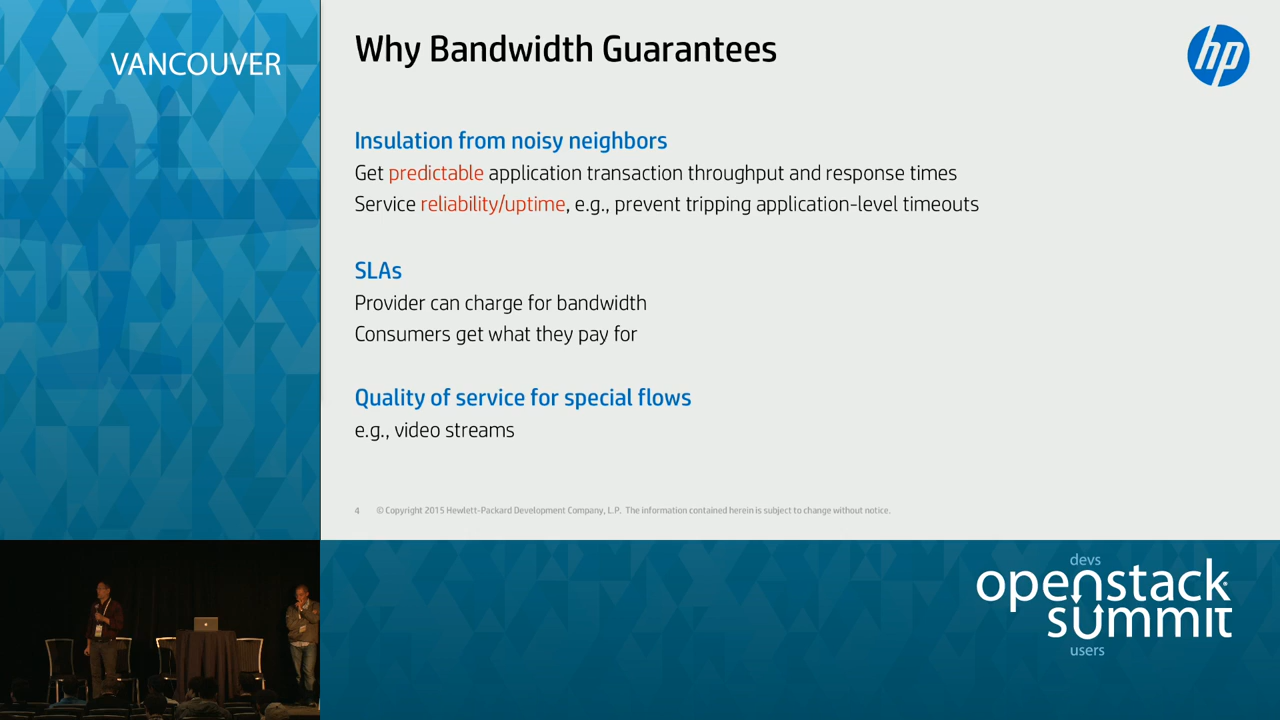 VANCOUVER
Why Bandwidth Guarantees
hp
Insulation from noisy neighbors
Get predictable application transaction throughput and response times
Service reliability/uptime, e.g., prevent tripping application-level timeouts
SLAs
Provider can charge for bandwidth
Consumers get what they pay for
Quality of service for special flows
e.g., video streams
4 © Copyright 2015 Hewlett-Packard Development Company, L.P. The information contained herein is subject to change without notice.
devs
openstack
summit
users